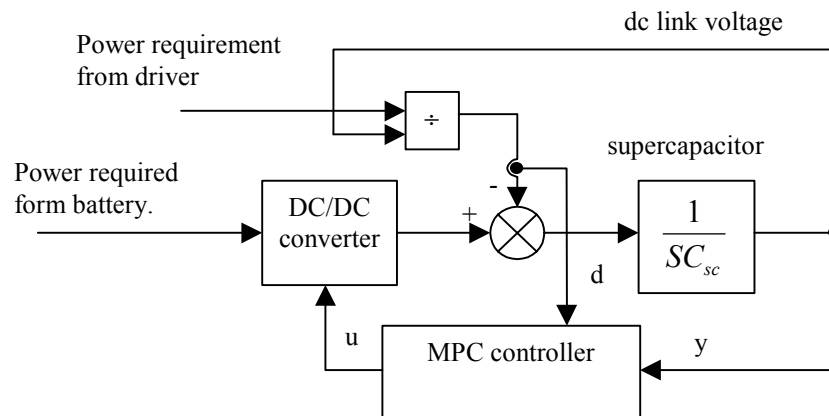 dc link voltage
Power requirement
from driver
÷
supercapacitor
Power required
form battery.
DC/DC
converter
-
+
1
SC_sc
d
u
MPC controller
y